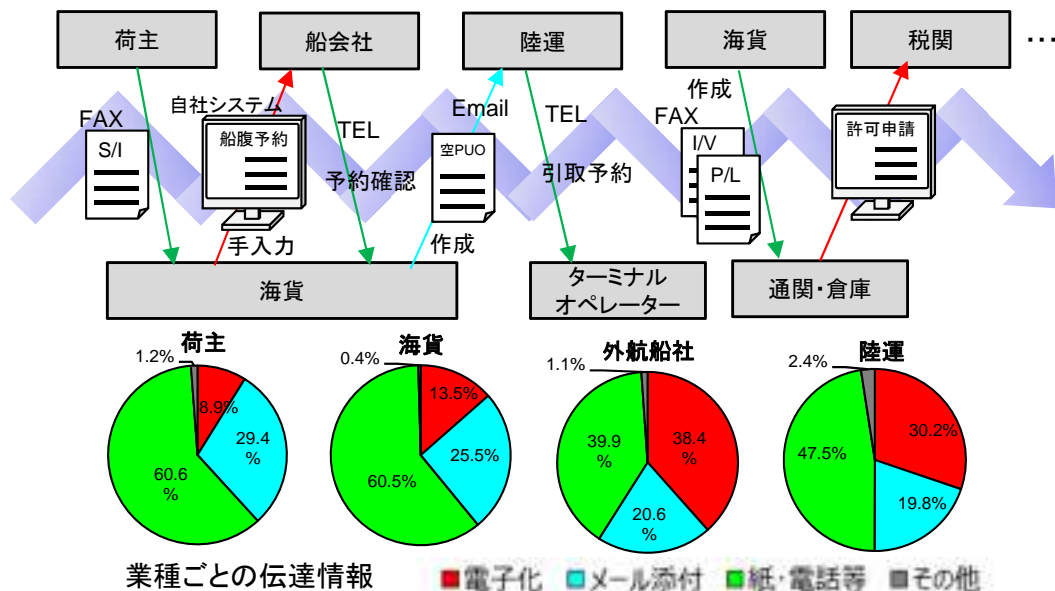 荷主
船会社
陸運
海貨
税関
…
FAX
S/I
自社システム
船腹予約
手入力
TEL
予約確認
Email
空PUO
作成
TEL
引取予約
作成
FAX
I/V
P/L
許可申請
海貨
ターミナル
オペレーター
通関・倉庫
荷主
1.2%
8.9%
29.4
%
60.6
%
海貨
0.4%
13.5%
25.5%
60.5%
外航船社
1.1%
38.4
%
20.6
%
39.9
%
陸運
2.4%
30.2%
19.8%
47.5%
業種ごとの伝達情報
電子化
メール添付
紙・電話等
その他